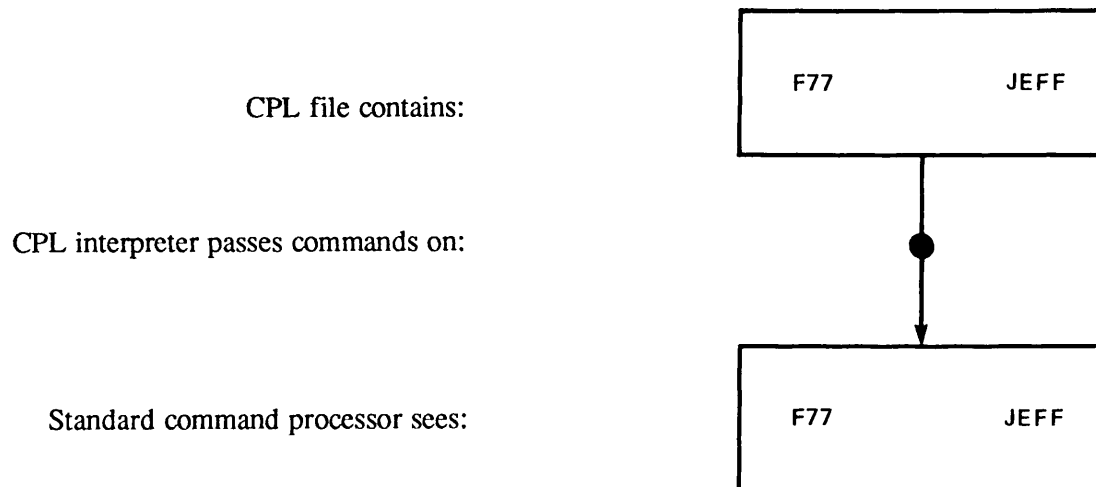 CPL file contains:
F77 JEFF
CPL interpreter passes commands on:
Standard command processor sees:
F77 JEFF